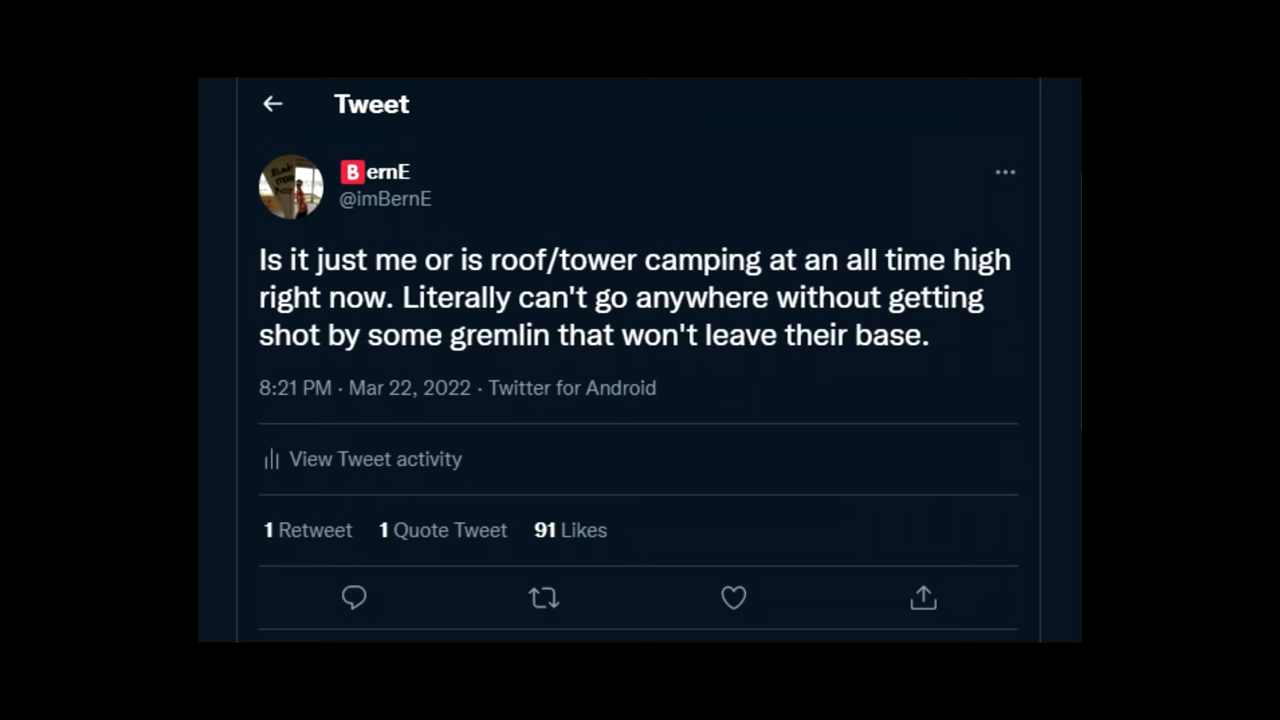 Tweet
BernE
@imBernE
Is it just me or is roof/tower camping at an all time high
right now. Literally can't go anywhere without getting
shot by some gremlin that won't leave their base.
8:21 PM · Mar 22, 2022 · Twitter for Android
View Tweet activity
1 Retweet 1 Quote Tweet 91 Likes